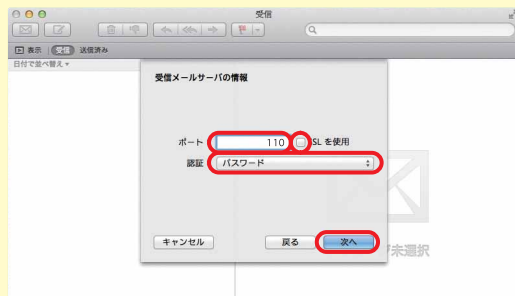 受信
表示 受信 送信済み
日付で並べ替え
受信メールサーバの情報
ポート 110 SL を使用
認証 パスワード
キャンセル 戻る 次へ
未選択